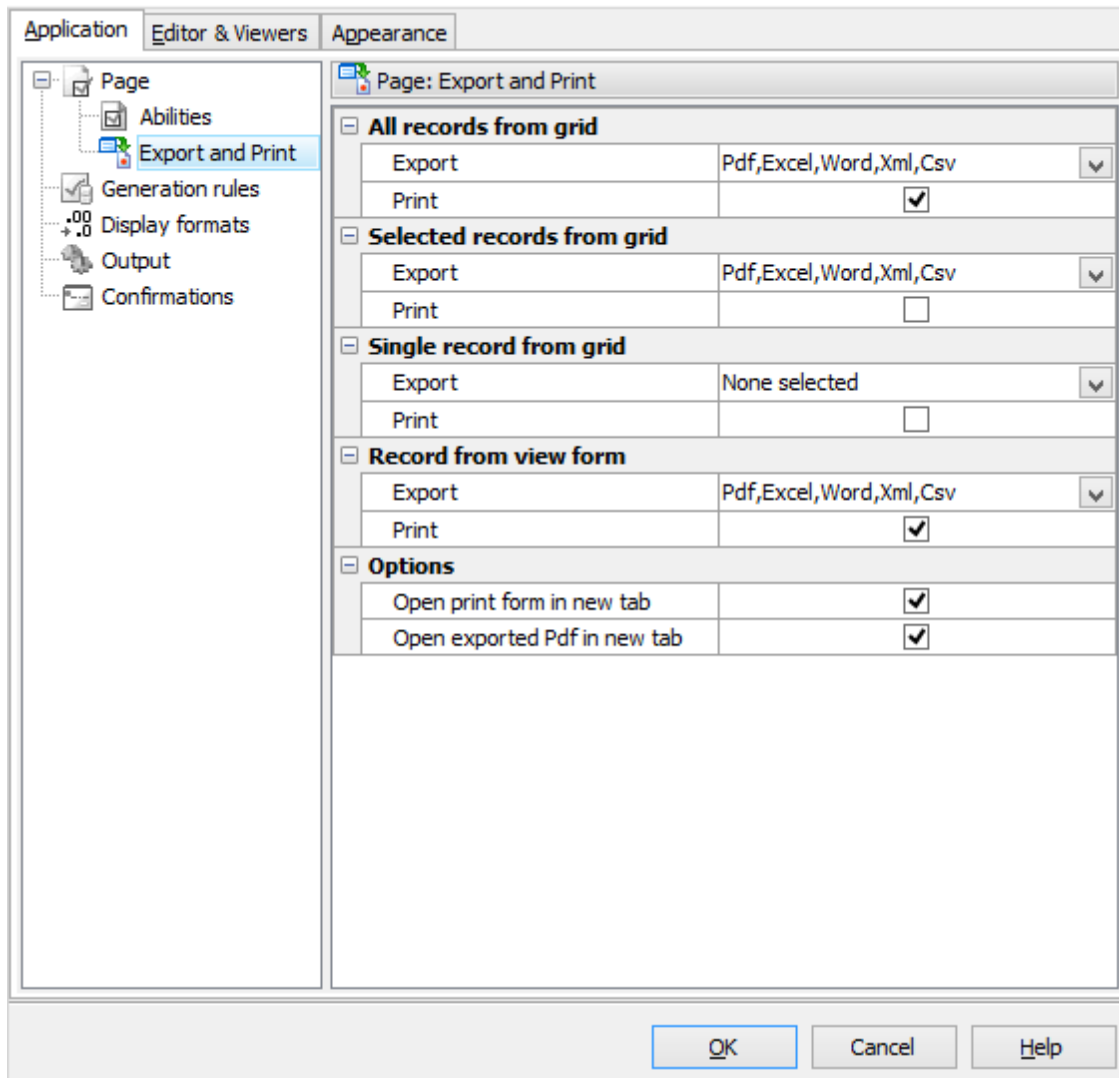 Application Editor & Viewers Appearance
Page
Abilities
Export and Print
Generation rules
Display formats
Output
Confirmations
Page: Export and Print
All records from grid
Export Pdf,Excel,Word,Xml,Csv
Print
Selected records from grid
Export Pdf,Excel,Word,Xml,Csv
Print
Single record from grid
Export None selected
Print
Record from view form
Export Pdf,Excel,Word,Xml,Csv
Print
Options
Open print form in new tab
Open exported Pdf in new tab
OK Cancel Help